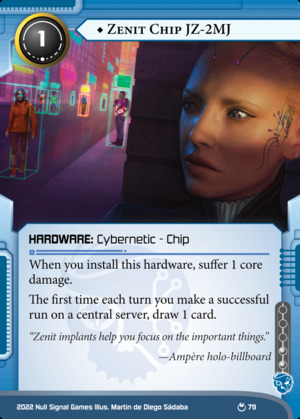 1
◆ Zenit Chip JZ-2MJ
HARDWARE: Cybernetic - Chip
When you install this hardware, suffer 1 core
damage.
The first time each turn you make a successful
run on a central server, draw 1 card.
“Zenit implants help you focus on the important things.”
—Ampère holo-billboard
2022 Null Signal Games Illus. Martin de Diego Sádaba
79